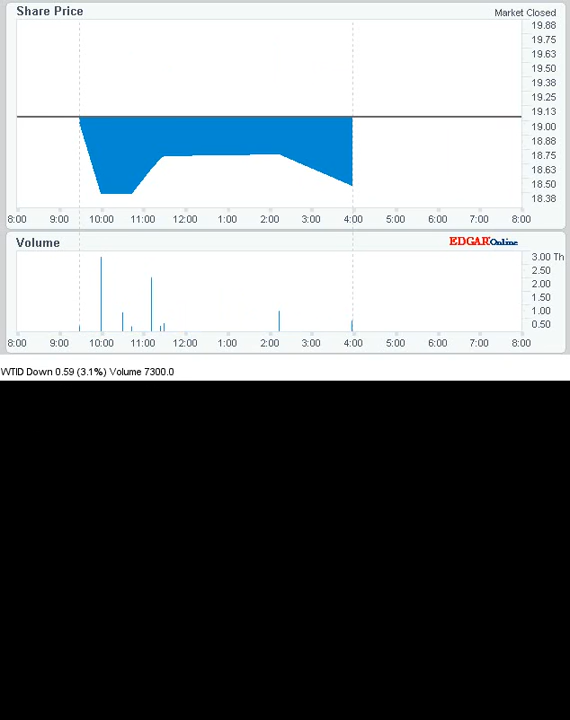 Share Price
Market Closed
19.88
19.75
19.63
19.50
19.38
19.25
19.13
19.00
18.88
18.75
18.63
18.50
18.38
8:00 9:00 10:00 11:00 12:00 1:00 2:00 3:00 4:00 5:00 6:00 7:00 8:00
Volume
EDGAR Online
3.00 Th
2.50
2.00
1.50
1.00
0.50
8:00 9:00 10:00 11:00 12:00 1:00 2:00 3:00 4:00 5:00 6:00 7:00 8:00
WTID Down 0.59 (3.1%) Volume 7300.0